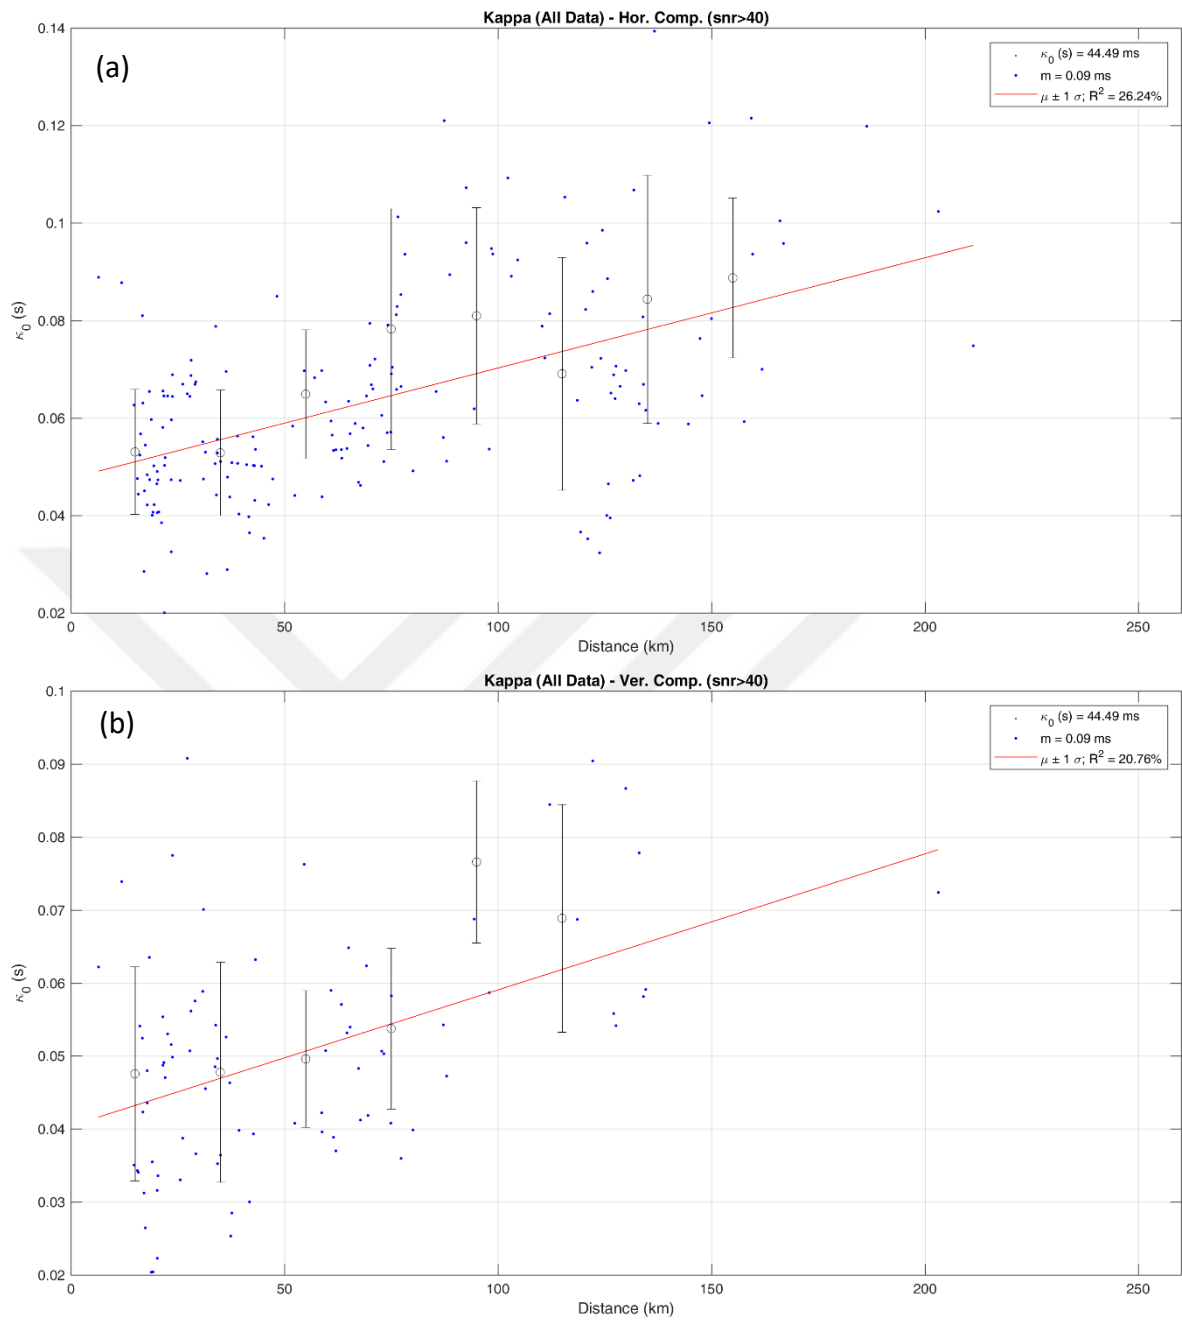 Kappa (All Data) - Hor. Comp. (snr>40)
(a)
κ₀ (s) = 44.49 ms
m = 0.09 ms
μ ± 1 σ; R² = 26.24%
0.14
0.12
0.1
0.08
0.06
0.04
0.02
κ₀ (s)
0 50 100 150 200 250
Distance (km)
Kappa (All Data) - Ver. Comp. (snr>40)
(b)
κ₀ (s) = 44.49 ms
m = 0.09 ms
μ ± 1 σ; R² = 20.76%
0.1
0.09
0.08
0.07
0.06
0.05
0.04
0.03
0.02
κ₀ (s)
0 50 100 150 200 250
Distance (km)